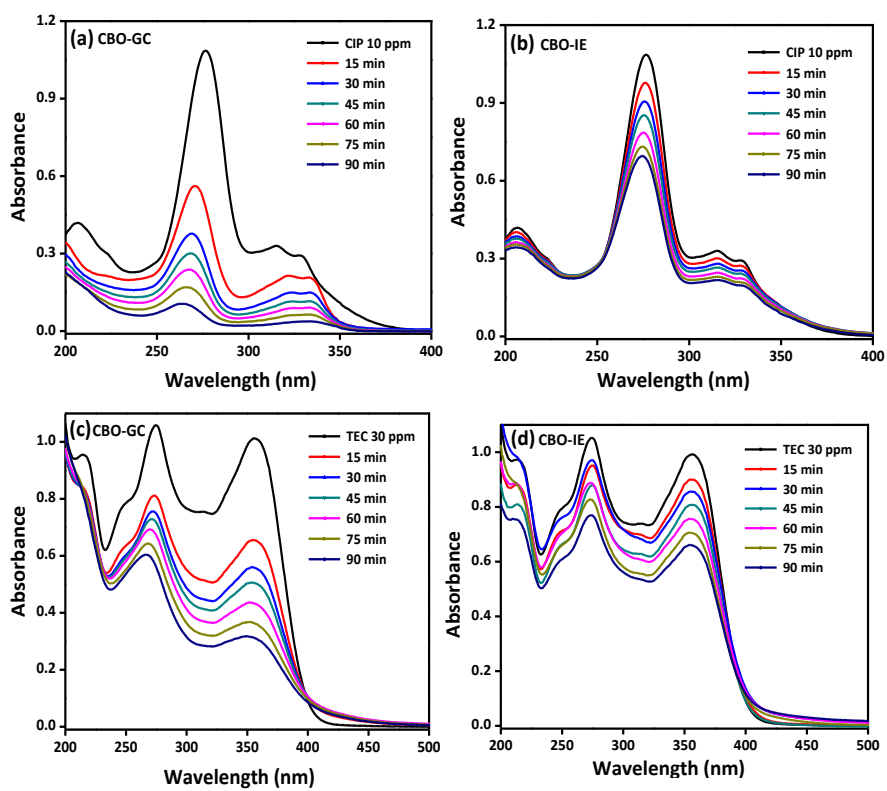 (a) CBO-GC
CIP 10 ppm
15 min
30 min
45 min
60 min
75 min
90 min
1.2
0.9
0.6
0.3
0.0
200 250 300 350 400
Absorbance
Wavelength (nm)
(b) CBO-IE
CIP 10 ppm
15 min
30 min
45 min
60 min
75 min
90 min
1.2
0.9
0.6
0.3
0.0
200 250 300 350 400
Absorbance
Wavelength (nm)
(c) CBO-GC
TEC 30 ppm
15 min
30 min
45 min
60 min
75 min
90 min
1.0
0.8
0.6
0.4
0.2
0.0
200 250 300 350 400 450 500
Absorbance
Wavelength (nm)
(d) CBO-IE
TEC 30 ppm
15 min
30 min
45 min
60 min
75 min
90 min
1.0
0.8
0.6
0.4
0.2
0.0
200 250 300 350 400 450 500
Absorbance
Wavelength (nm)